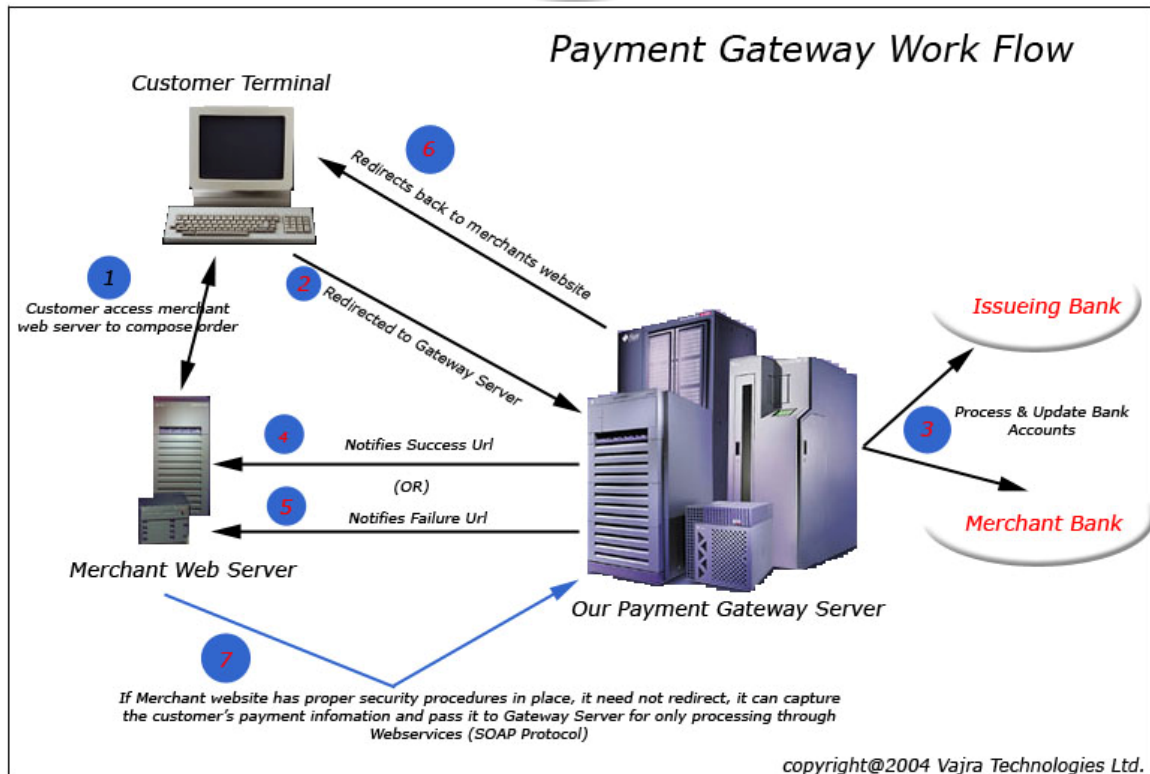 Payment Gateway Work Flow
Customer Terminal
6
Redirects back to merchants website
1
Customer access merchant
web server to compose order
2
Redirected to Gateway Server
Issueing Bank
3
Process & Update Bank
Accounts
Merchant Bank
4
Notifies Success Url
(OR)
5
Notifies Failure Url
Merchant Web Server
Our Payment Gateway Server
7
If Merchant website has proper security procedures in place, it need not redirect, it can capture
the customer's payment infomation and pass it to Gateway Server for only processing through
Webservices (SOAP Protocol)
copyright@2004 Vajra Technologies Ltd.